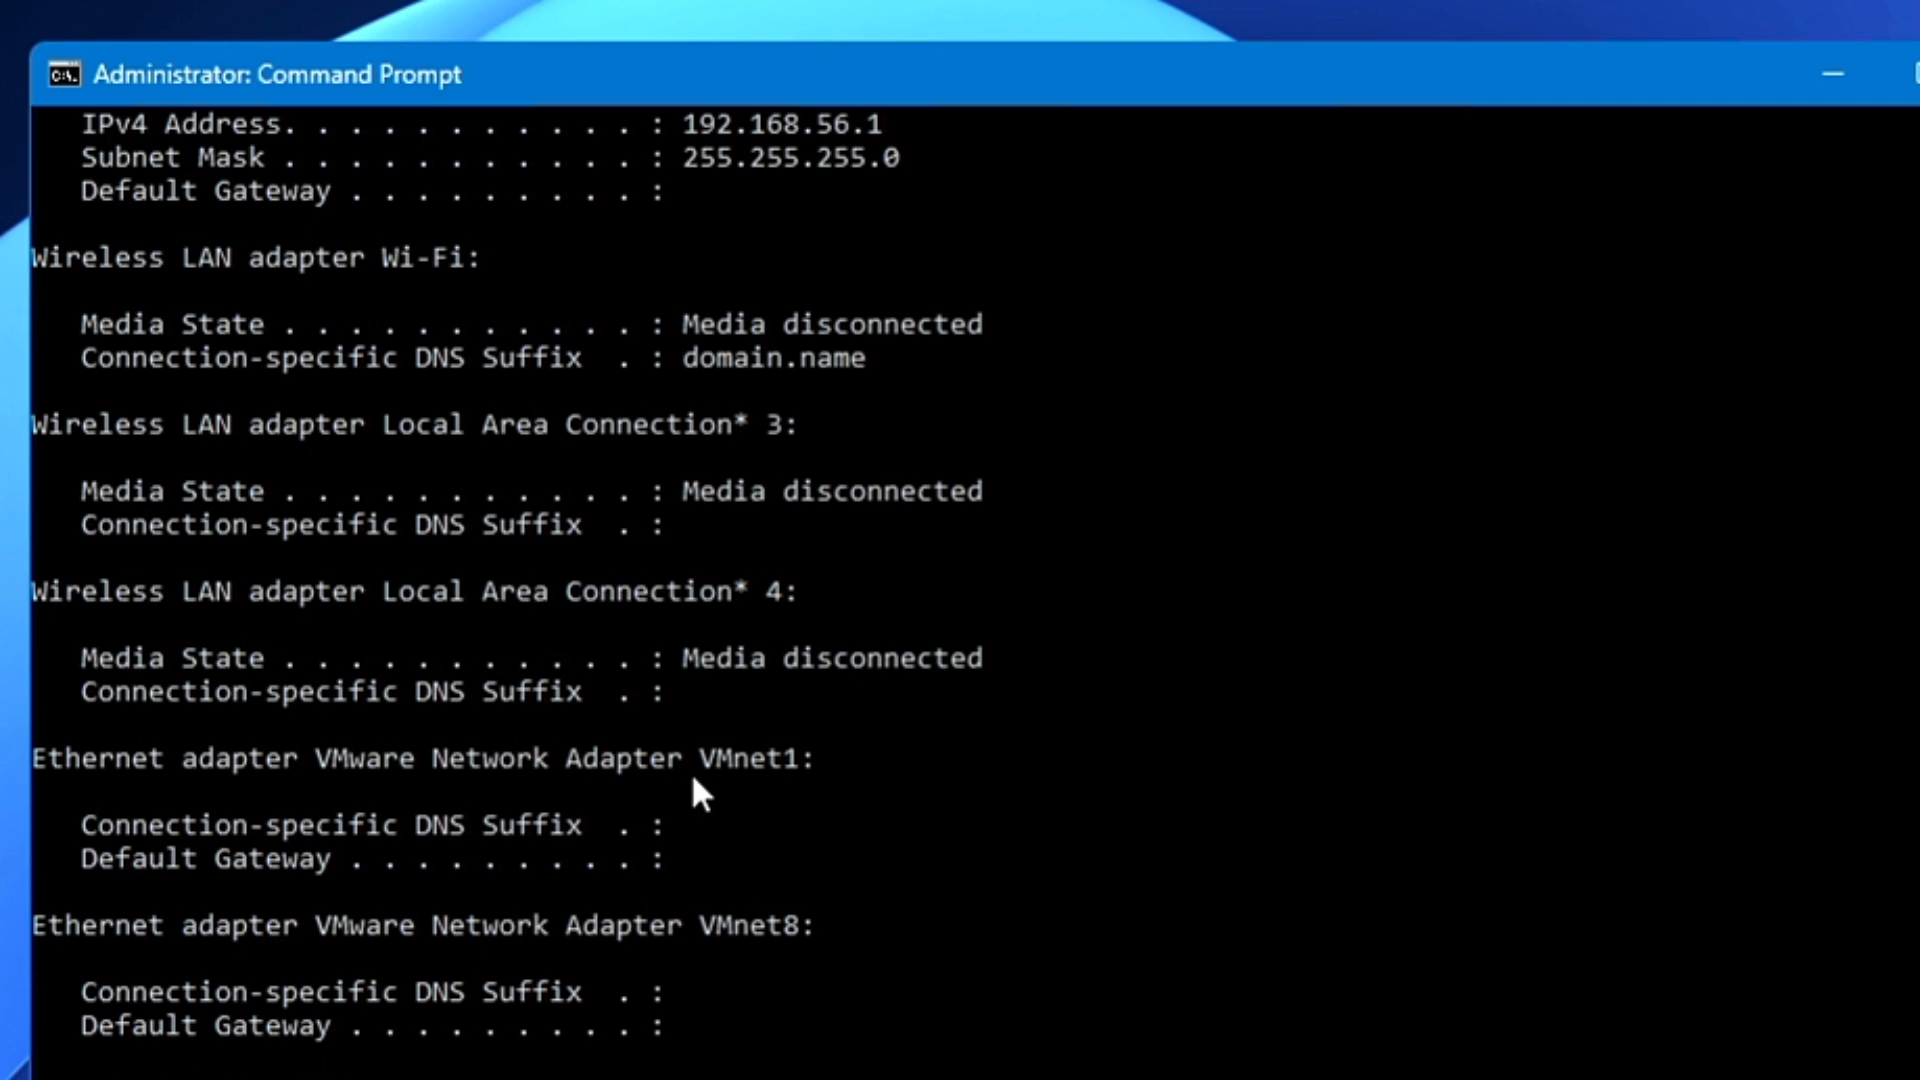 Administrator: Command Prompt
IPv4 Address. . . . . . . . . . . : 192.168.56.1
Subnet Mask . . . . . . . . . . . : 255.255.255.0
Default Gateway . . . . . . . . . :
Wireless LAN adapter Wi-Fi:
Media State . . . . . . . . . . . : Media disconnected
Connection-specific DNS Suffix  . : domain.name
Wireless LAN adapter Local Area Connection* 3:
Media State . . . . . . . . . . . : Media disconnected
Connection-specific DNS Suffix  . :
Wireless LAN adapter Local Area Connection* 4:
Media State . . . . . . . . . . . : Media disconnected
Connection-specific DNS Suffix  . :
Ethernet adapter VMware Network Adapter VMnet1:
Connection-specific DNS Suffix  . :
Default Gateway . . . . . . . . . :
Ethernet adapter VMware Network Adapter VMnet8:
Connection-specific DNS Suffix  . :
Default Gateway . . . . . . . . . :